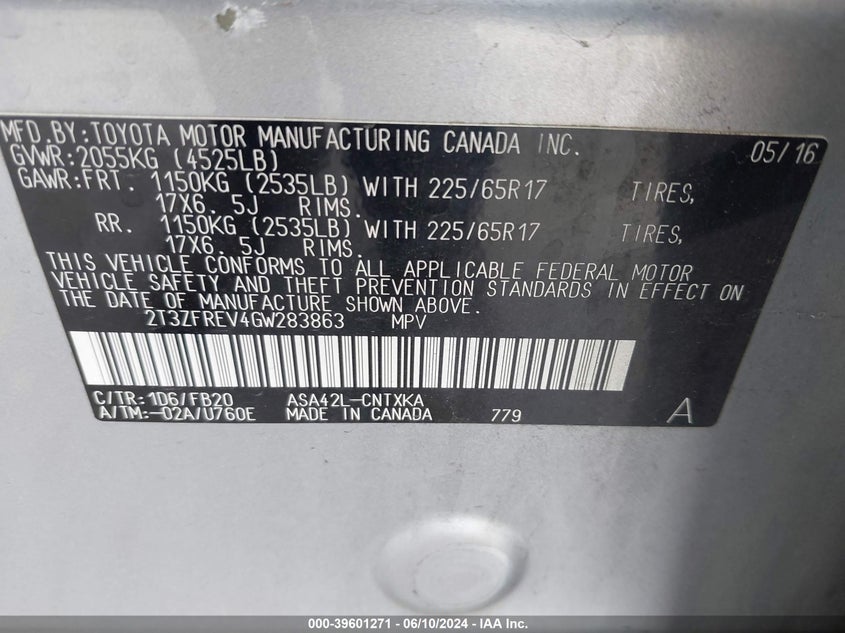 MFD.BY:TOYOTA MOTOR MANUFACTURING CANADA INC. 05/16
GVWR:2055KG (4525LB)
GAWR:FRT. 1150KG (2535LB) WITH 225/65R17 TIRES,
17X6.5J RIMS.
RR. 1150KG (2535LB) WITH 225/65R17 TIRES,
17X6.5J RIMS.
THIS VEHICLE CONFORMS TO ALL APPLICABLE FEDERAL MOTOR
VEHICLE SAFETY AND THEFT PREVENTION STANDARDS IN EFFECT ON
THE DATE OF MANUFACTURE SHOWN ABOVE.
2T3ZFREV4GW283863 MPV
C/TR:1D6/FB20 ASA42L-CNTXKA
A/TM:-02A/U760E MADE IN CANADA 779 A
000-39601271 - 06/10/2024 - IAA Inc.